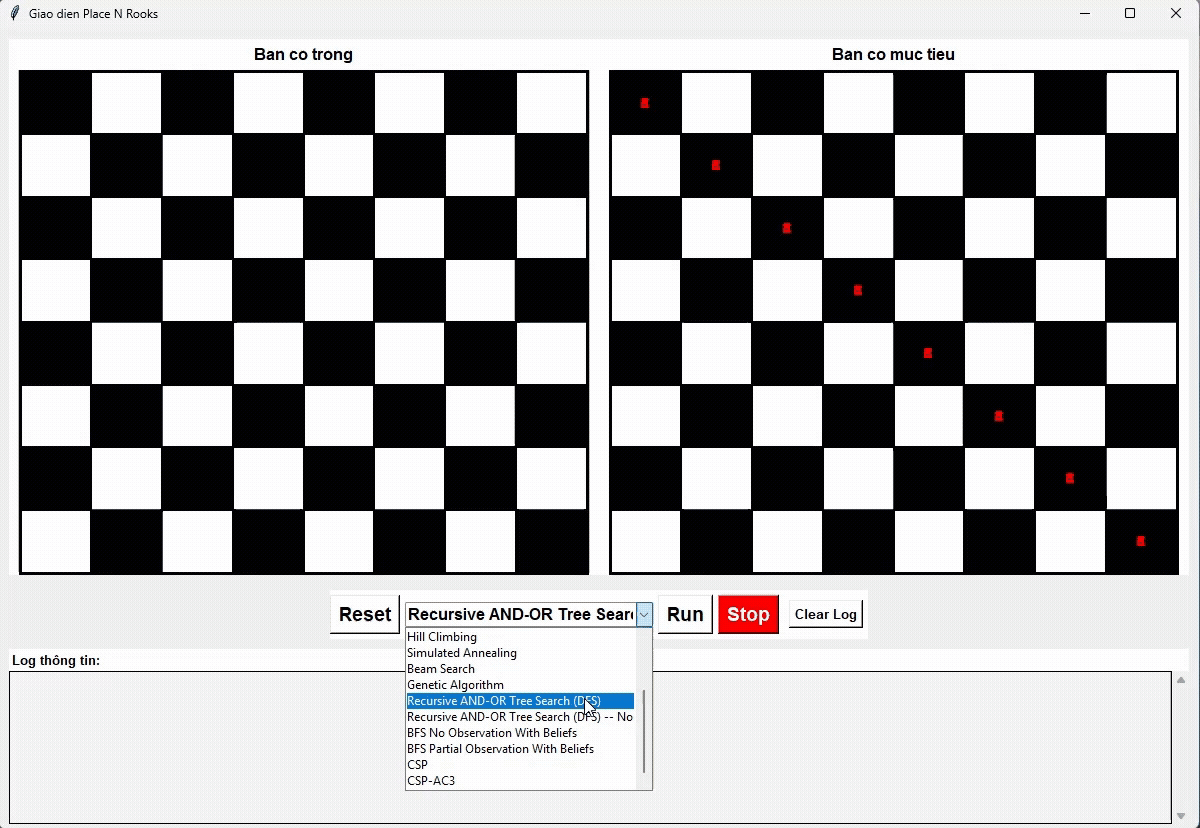 Giao dien Place N Rooks
Ban co trong
Ban co muc tieu
Reset
Recursive AND-OR Tree Sear
Run
Stop
Clear Log
Hill Climbing
Simulated Annealing
Beam Search
Genetic Algorithm
Recursive AND-OR Tree Search (DFS)
Recursive AND-OR Tree Search (DFS) -- No
BFS No Observation With Beliefs
BFS Partial Observation With Beliefs
CSP
CSP-AC3
Log thông tin: